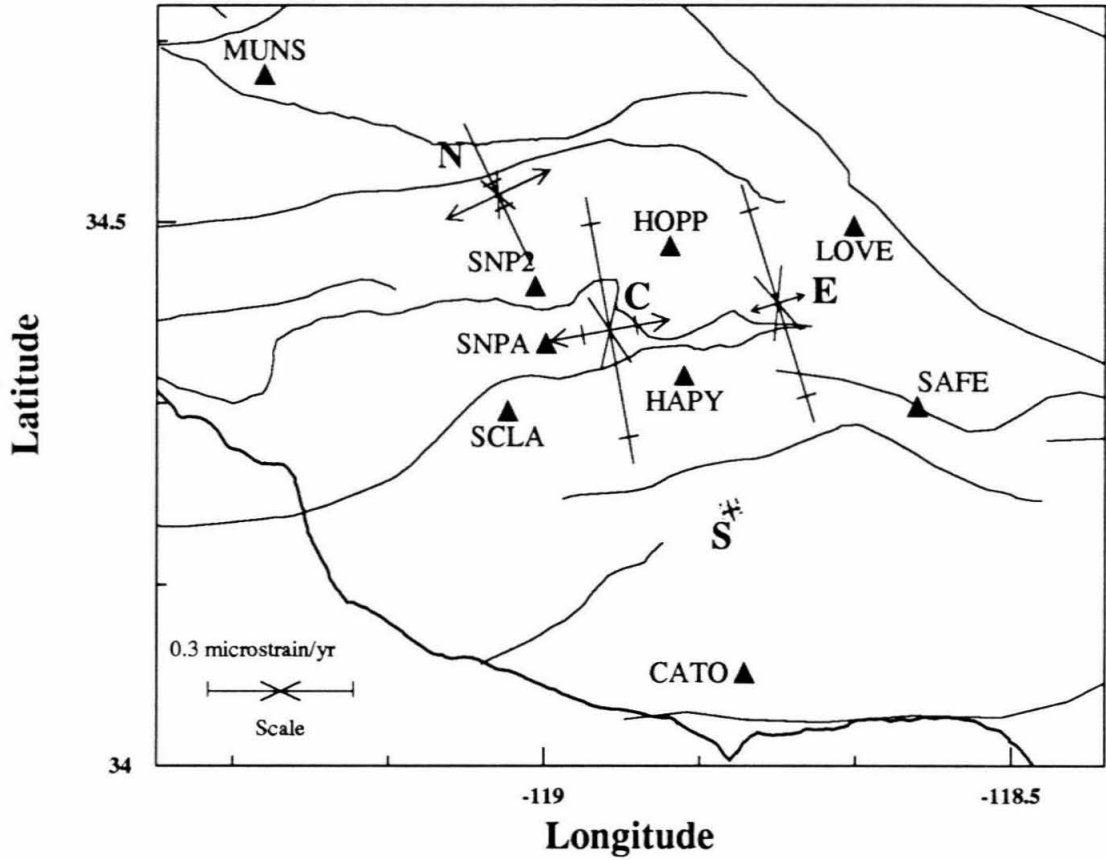 MUNS
N
34.5
HOPP
LOVE
SNP2
C
E
SNPA
HAPY
SAFE
SCLA
S
0.3 microstrain/yr
CATO
Scale
34
-119
-118.5
Longitude
Latitude